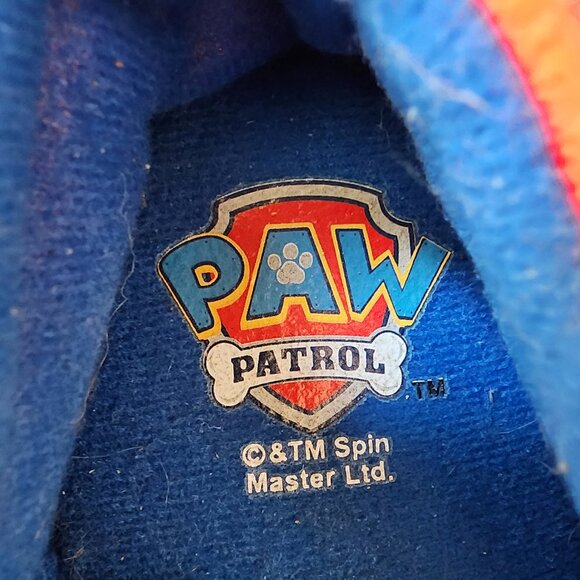 PAW
PATROL
TM
©&TM Spin
Master Ltd.